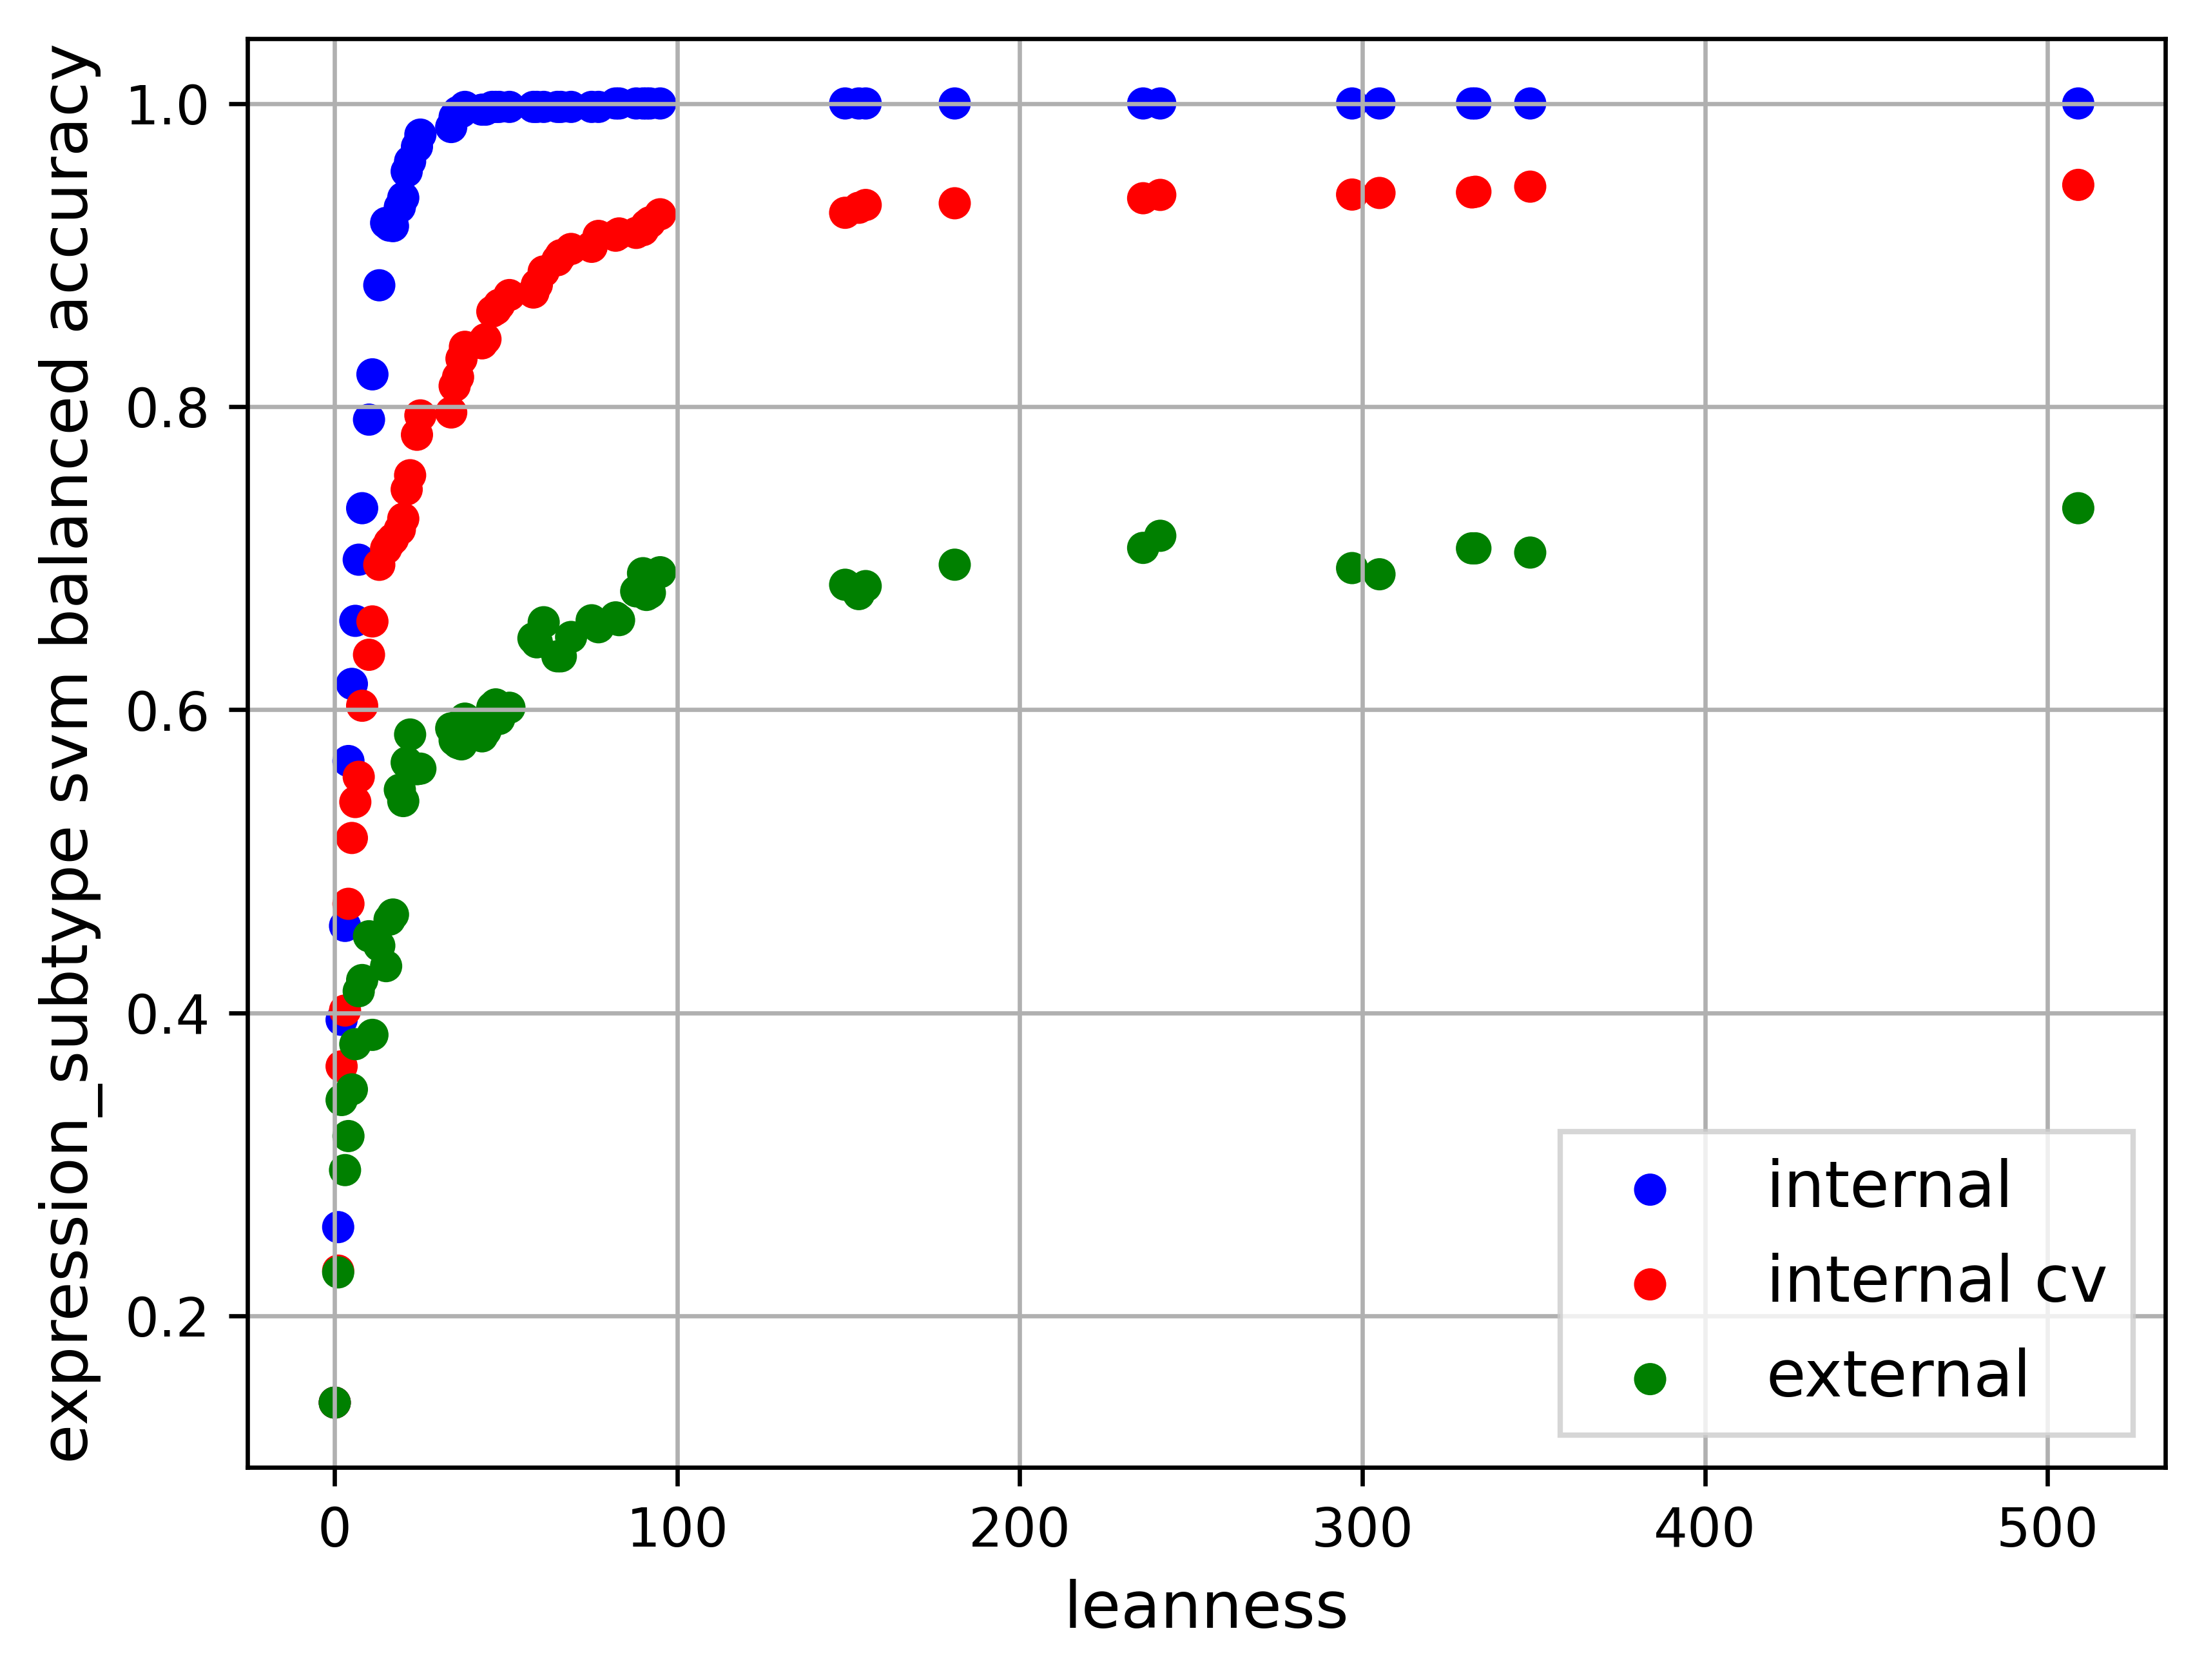 expression_subtype svm balanced accuracy
1.0
0.8
0.6
0.4
0.2
internal
internal cv
external
0 100 200 300 400 500
leanness